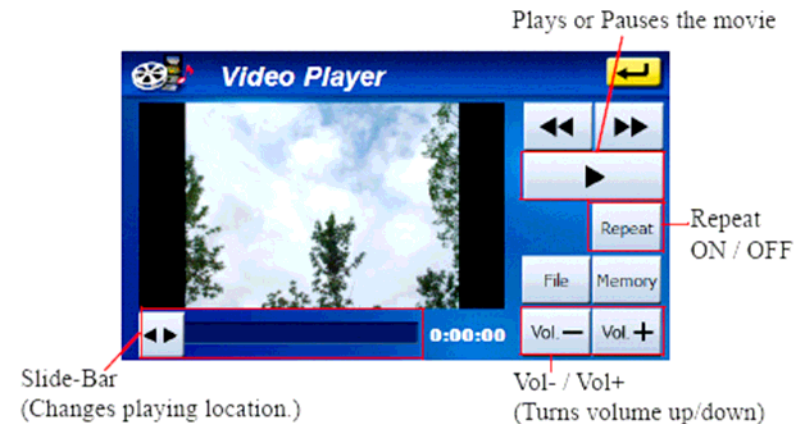 Plays or Pauses the movie
Video Player
Repeat
Repeat
ON / OFF
File Memory
0:00:00
Vol. − Vol. +
Slide-Bar
(Changes playing location.)
Vol- / Vol+
(Turns volume up/down)